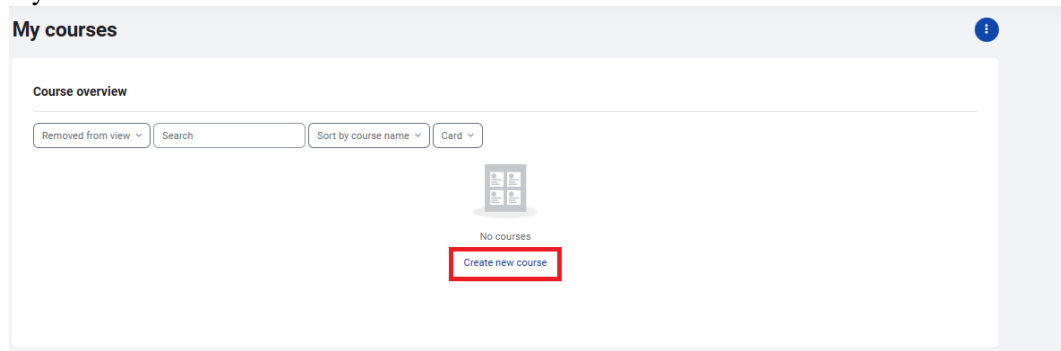 My courses
Course overview
Removed from view
Search
Sort by course name
Card
No courses
Create new course